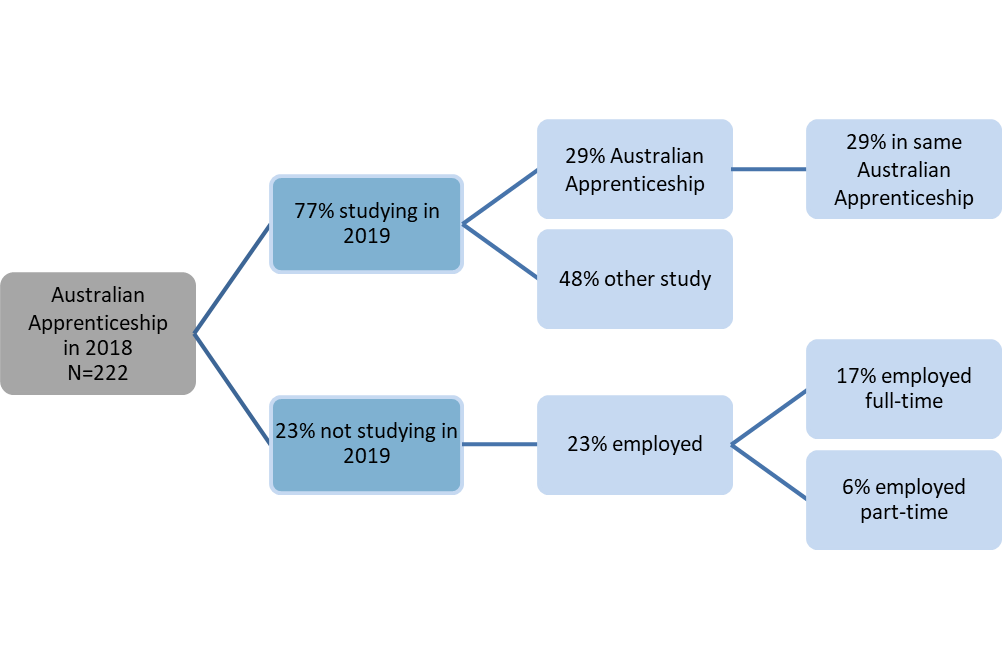 Australian
Apprenticeship
in 2018
N=222
77% studying in
2019
29% Australian
Apprenticeship
29% in same
Australian
Apprenticeship
48% other study
23% not studying in
2019
23% employed
17% employed
full-time
6% employed
part-time